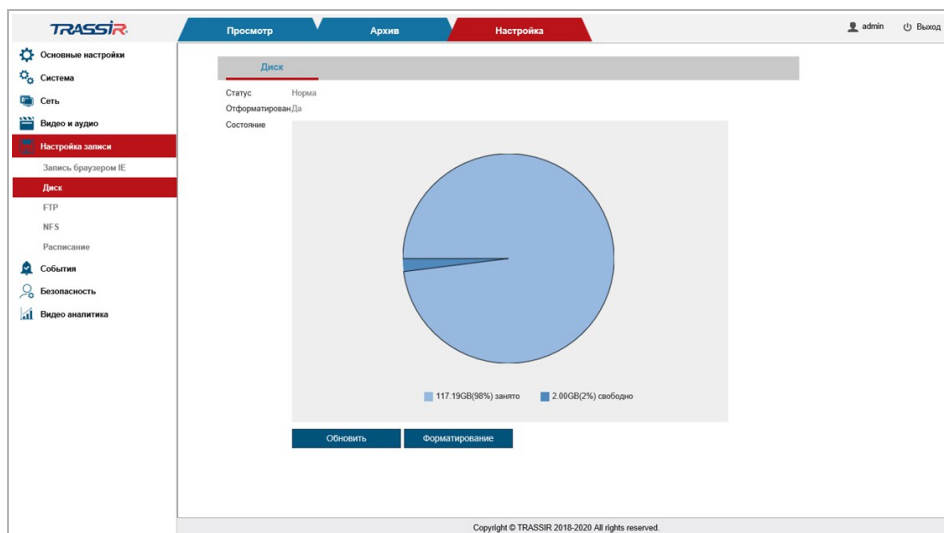 TRASSIR
Просмотр
Архив
Настройка
admin
Выход
Основные настройки
Система
Сеть
Видео и аудио
Настройка записи
Запись браузером IE
Диск
FTP
NFS
Расписание
События
Безопасность
Видео аналитика
Диск
Статус Норма
Отформатирован Да
Состояние
117.19GB(98%) занято 2.00GB(2%) свободно
Обновить Форматирование
Copyright © TRASSIR 2018-2020 All rights reserved.